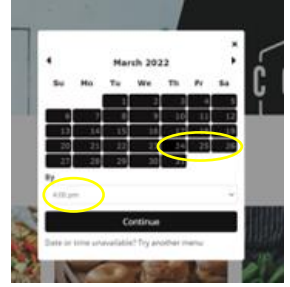 March 2022
Su Mo Tu We Th Fr Sa
1 2 3 4 5
6 7 8 9 10 11 12
13 14 15 16 17 18 19
20 21 22 23 24 25 26
27 28 29 30 31
By
4:00 pm
Continue
Date or time unavailable? Try another menu
C